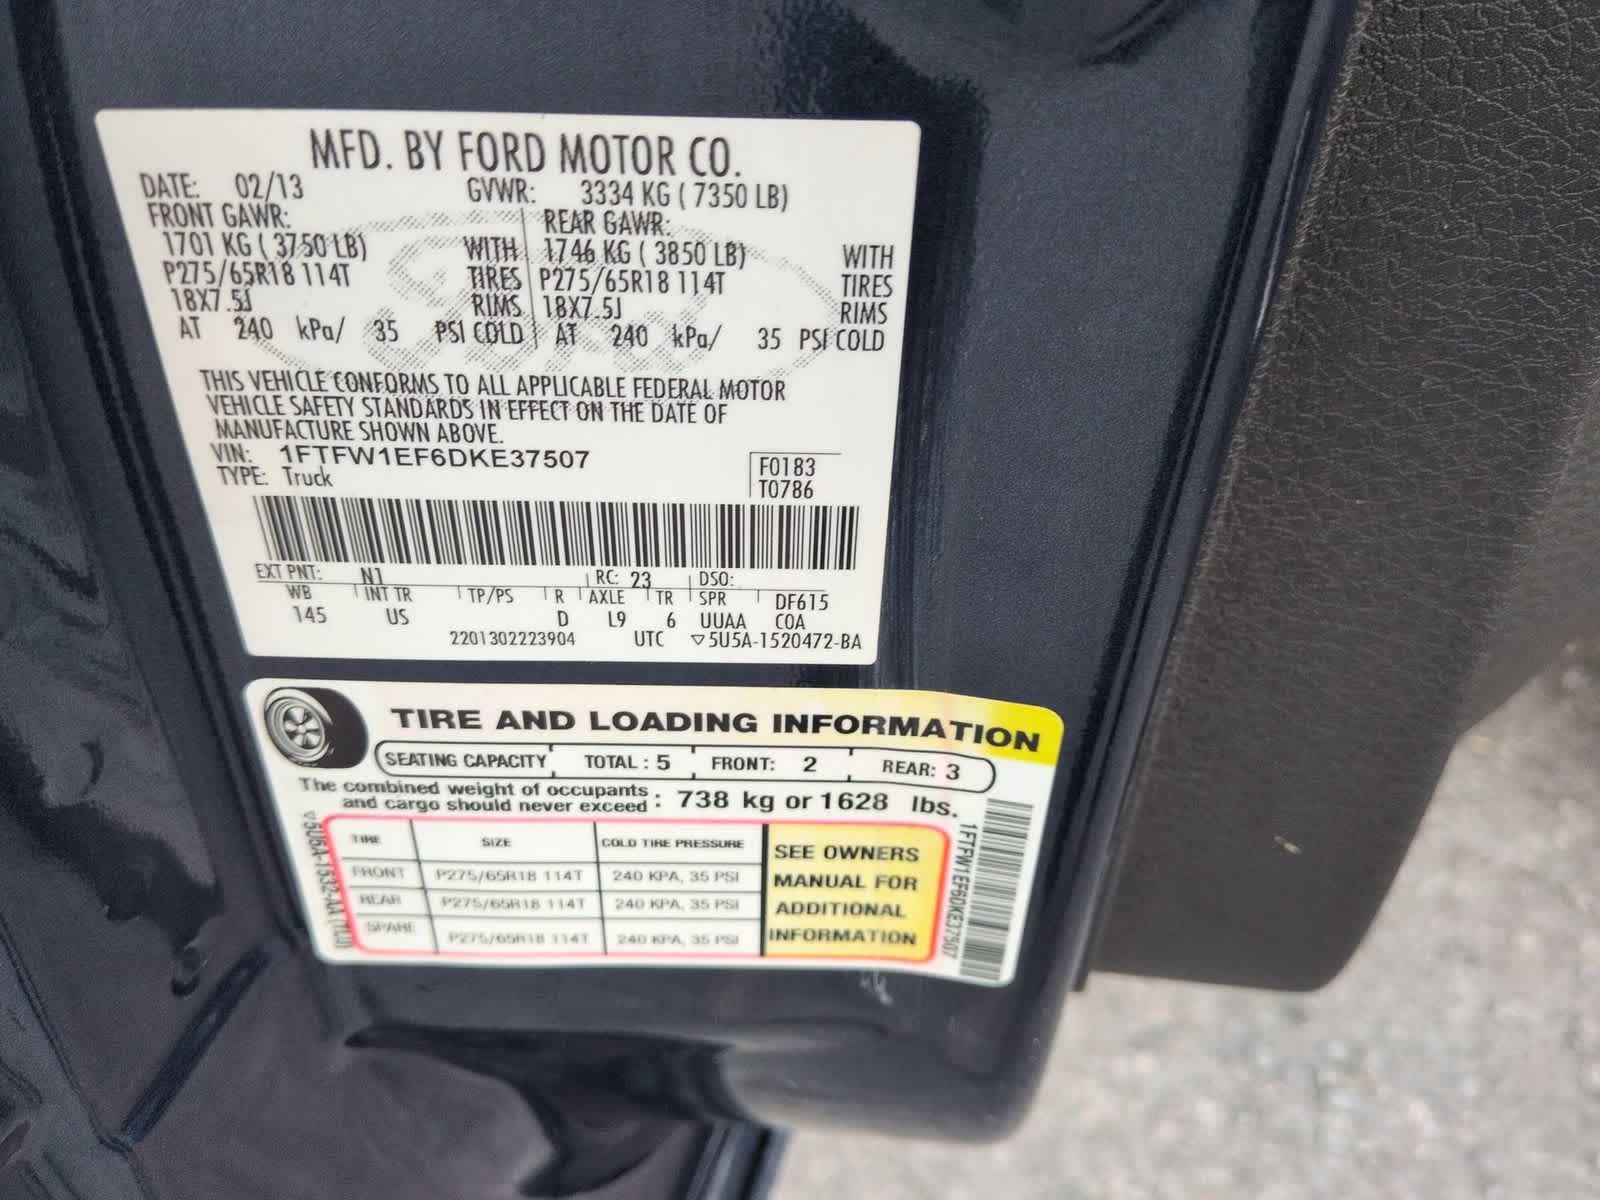 MFD. BY FORD MOTOR CO.
DATE: 02/13 GVWR: 3334 KG ( 7350 LB)
FRONT GAWR: REAR GAWR:
1701 KG ( 3750 LB) WITH 1746 KG ( 3850 LB) WITH
P275/65R18 114T TIRES P275/65R18 114T TIRES
18X7.5J RIMS 18X7.5J RIMS
AT 240 kPa/ 35 PSI COLD AT 240 kPa/ 35 PSI COLD
THIS VEHICLE CONFORMS TO ALL APPLICABLE FEDERAL MOTOR
VEHICLE SAFETY STANDARDS IN EFFECT ON THE DATE OF
MANUFACTURE SHOWN ABOVE.
VIN: 1FTFW1EF6DKE37507
TYPE: Truck
F0183
T0786
EXT PNT: N1 RC: 23 DSO:
WB INT TR TP/PS R AXLE TR SPR DF615
145 US D L9 6 UUAA COA
2201302223904 UTC ▽5U5A-1520472-BA
TIRE AND LOADING INFORMATION
SEATING CAPACITY TOTAL : 5 FRONT: 2 REAR: 3
The combined weight of occupants
and cargo should never exceed : 738 kg or 1628 lbs.
TIRE SIZE COLD TIRE PRESSURE
FRONT P275/65R18 114T 240 KPA, 35 PSI
REAR P275/65R18 114T 240 KPA, 35 PSI
SPARE P275/65R18 114T 240 KPA, 35 PSI
SEE OWNERS
MANUAL FOR
ADDITIONAL
INFORMATION
▽5U5A-1532-AA
1FTFW1EF6DKE37507